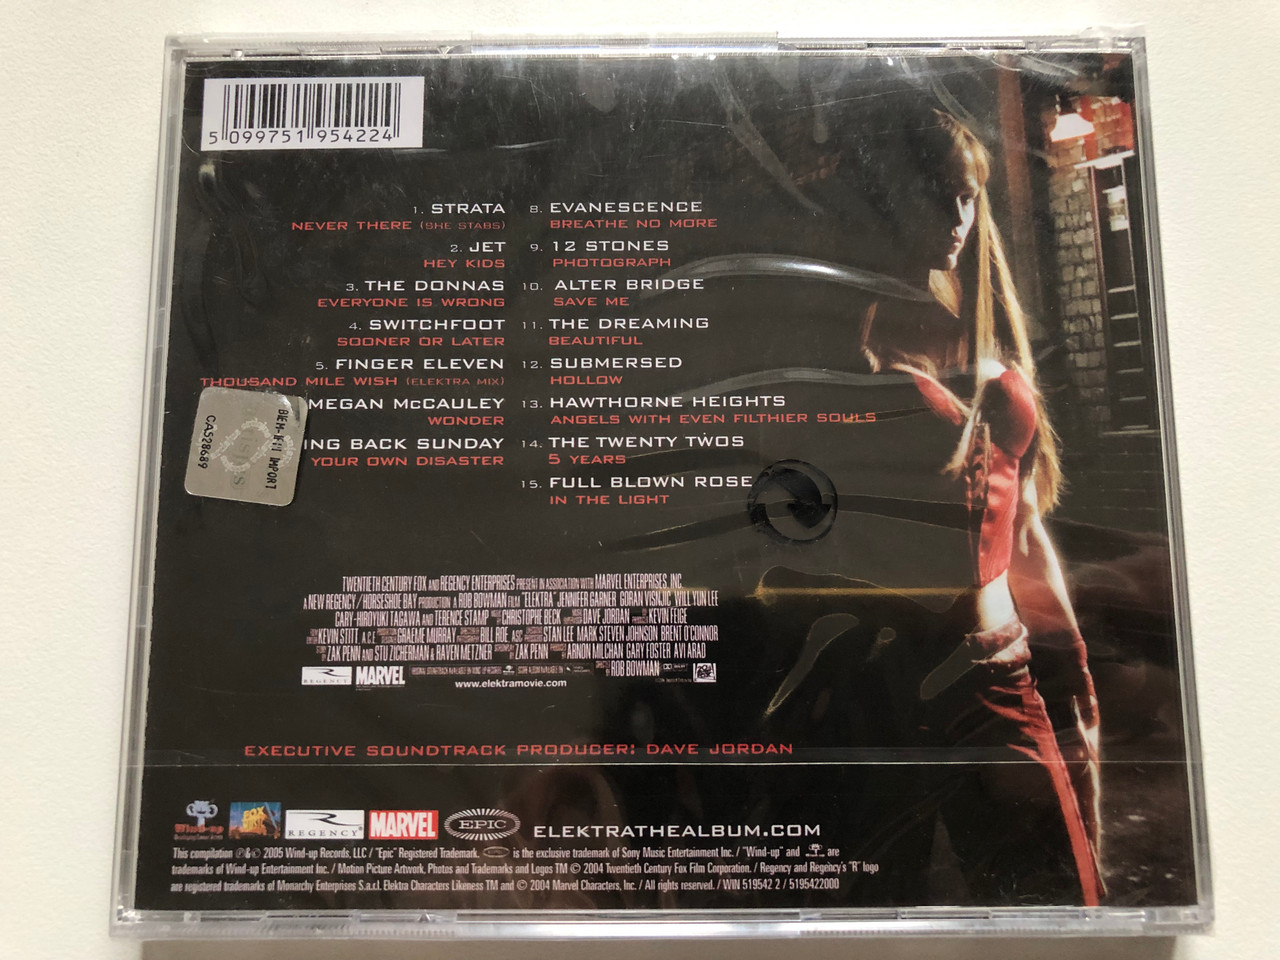 5 099751 954224
1. STRATA
NEVER THERE (SHE STABS)
2. JET
HEY KIDS
3. THE DONNAS
EVERYONE IS WRONG
4. SWITCHFOOT
SOONER OR LATER
5. FINGER ELEVEN
THOUSAND MILE WISH (ELEKTRA MIX)
MEGAN McCAULEY
WONDER
ING BACK SUNDAY
YOUR OWN DISASTER
BIEM-H-II IMPORT
CA528689
8. EVANESCENCE
BREATHE NO MORE
9. 12 STONES
PHOTOGRAPH
10. ALTER BRIDGE
SAVE ME
11. THE DREAMING
BEAUTIFUL
12. SUBMERSED
HOLLOW
13. HAWTHORNE HEIGHTS
ANGELS WITH EVEN FILTHIER SOULS
14. THE TWENTY TWOS
5 YEARS
15. FULL BLOWN ROSE
IN THE LIGHT
TWENTIETH CENTURY FOX AND REGENCY ENTERPRISES PRESENT IN ASSOCIATION WITH MARVEL ENTERPRISES, INC.
A NEW REGENCY / HORSESHOE BAY PRODUCTION A ROB BOWMAN FILM "ELEKTRA" JENNIFER GARNER GORAN VISNJIC WILL YUN LEE
CARY-HIROYUKI TAGAWA AND TERENCE STAMP CHRISTOPHE BECK DAVE JORDAN KEVIN FEIGE
KEVIN STITT A.C.E. GRAEME MURRAY BILL ROE ASC STAN LEE MARK STEVEN JOHNSON BRENT O'CONNOR
ZAK PENN AND STU ZICHERMAN & RAVEN METZNER ZAK PENN ARNON MILCHAN GARY FOSTER AVI ARAD
REGENCY MARVEL ROB BOWMAN
www.elektramovie.com
EXECUTIVE SOUNDTRACK PRODUCER: DAVE JORDAN
Wind-up FOX REGENCY MARVEL EPIC ELEKTRATHEALBUM.COM
This compilation ℗&© 2005 Wind-up Records, LLC / "Epic" Registered Trademark. is the exclusive trademark of Sony Music Entertainment Inc. / "Wind-up" and are
trademarks of Wind-up Entertainment Inc. / Motion Picture Artwork, Photos and Trademarks and Logos TM © 2004 Twentieth Century Fox Film Corporation. / Regency and Regency's "R" logo
are registered trademarks of Monarchy Enterprises S.a.r.l. Elektra Characters Likeness TM and © 2004 Marvel Characters, Inc. / All rights reserved. / WIN 519542 2 / 5195422000